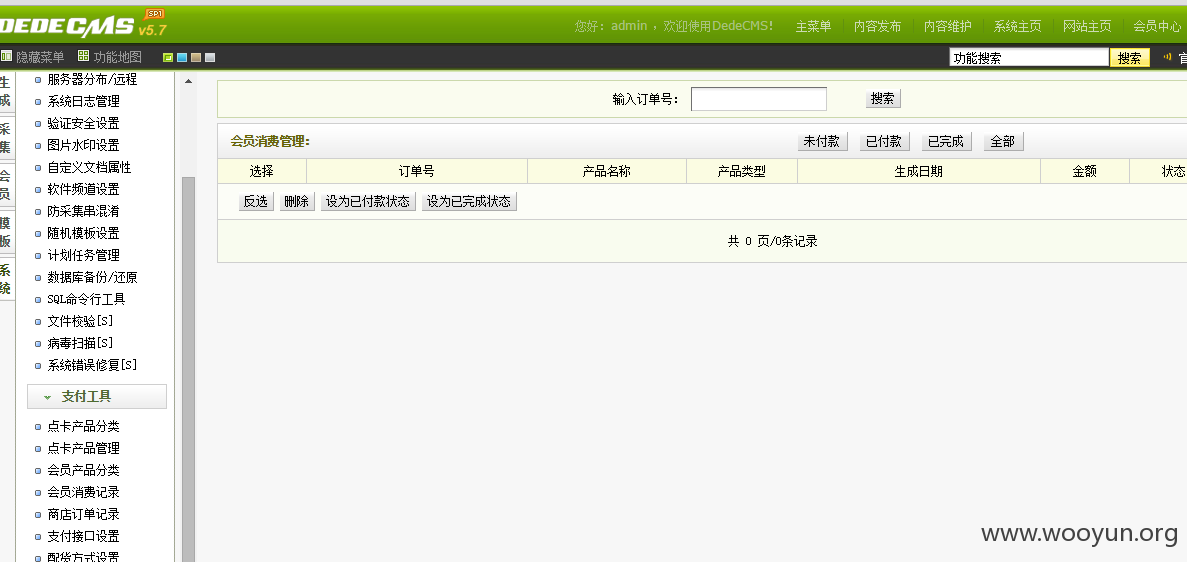 DEDECMS v5.7 SP1
您好: admin ，欢迎使用DedeCMS! 主菜单 内容发布 内容维护 系统主页 网站主页 会员中心
隐藏菜单 功能地图 功能搜索 搜索
生成
采集
会员
模板
系统
服务器分布/远程
系统日志管理
验证安全设置
图片水印设置
自定义文档属性
软件频道设置
防采集串混淆
随机模板设置
计划任务管理
数据库备份/还原
SQL命令行工具
文件校验[S]
病毒扫描[S]
系统错误修复[S]
支付工具
点卡产品分类
点卡产品管理
会员产品分类
会员消费记录
商店订单记录
支付接口设置
配货方式设置
输入订单号： 搜索
会员消费管理: 未付款 已付款 已完成 全部
选择 订单号 产品名称 产品类型 生成日期 金额 状态
反选 删除 设为已付款状态 设为已完成状态
共 0 页/0条记录
www.wooyun.org